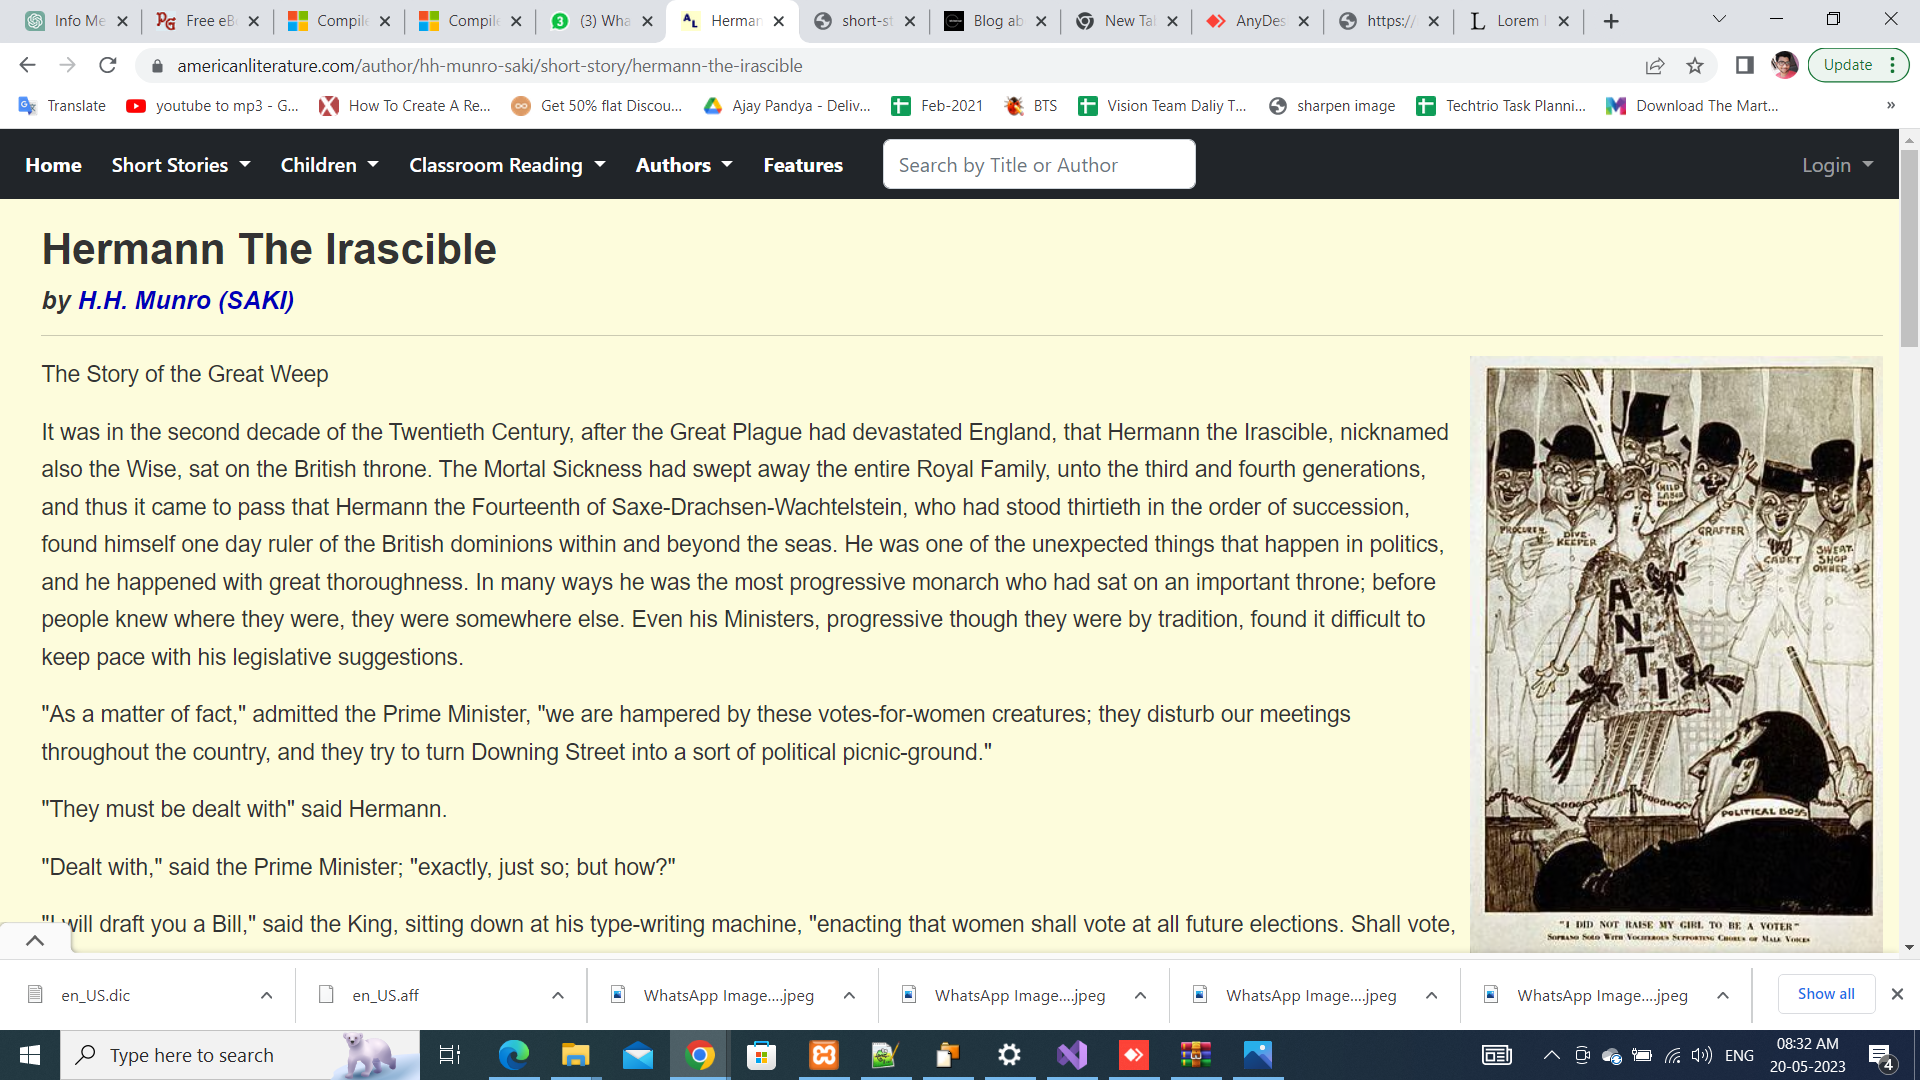 Info Me
Free eB
Compile
Compile
(3) Wha
Herman
short-st
Blog ab
New Tal
AnyDes
https://
Lorem
americanliterature.com/author/hh-munro-saki/short-story/hermann-the-irascible
Update
Translate
youtube to mp3 - G...
How To Create A Re...
Get 50% flat Discou...
Ajay Pandya - Deliv...
Feb-2021
BTS
Vision Team Daliy T...
sharpen image
Techtrio Task Planni...
Download The Mart...
»
Home
Short Stories
Children
Classroom Reading
Authors
Features
Search by Title or Author
Login
Hermann The Irascible
by H.H. Munro (SAKI)
The Story of the Great Weep
It was in the second decade of the Twentieth Century, after the Great Plague had devastated England, that Hermann the Irascible, nicknamed
also the Wise, sat on the British throne. The Mortal Sickness had swept away the entire Royal Family, unto the third and fourth generations,
and thus it came to pass that Hermann the Fourteenth of Saxe-Drachsen-Wachtelstein, who had stood thirtieth in the order of succession,
found himself one day ruler of the British dominions within and beyond the seas. He was one of the unexpected things that happen in politics,
and he happened with great thoroughness. In many ways he was the most progressive monarch who had sat on an important throne; before
people knew where they were, they were somewhere else. Even his Ministers, progressive though they were by tradition, found it difficult to
keep pace with his legislative suggestions.
"As a matter of fact," admitted the Prime Minister, "we are hampered by these votes-for-women creatures; they disturb our meetings
throughout the country, and they try to turn Downing Street into a sort of political picnic-ground."
"They must be dealt with" said Hermann.
"Dealt with," said the Prime Minister; "exactly, just so; but how?"
"I will draft you a Bill," said the King, sitting down at his type-writing machine, "enacting that women shall vote at all future elections. Shall vote,
PROCURER
DIVE
KEEPER
CHILD
LABOR
GRAFTER
CADET
SWEAT
SHOP
OWNER
ANTI
POLITICAL BOSS
"I DID NOT RAISE MY GIRL TO BE A VOTER"
SOPRANO SOLO WITH VOCIFEROUS SUPPORTING CHORUS OF MALE VOICES
en_US.dic
en_US.aff
WhatsApp Image....jpeg
WhatsApp Image....jpeg
WhatsApp Image....jpeg
WhatsApp Image....jpeg
Show all
Type here to search
ENG
08:32 AM
20-05-2023
4